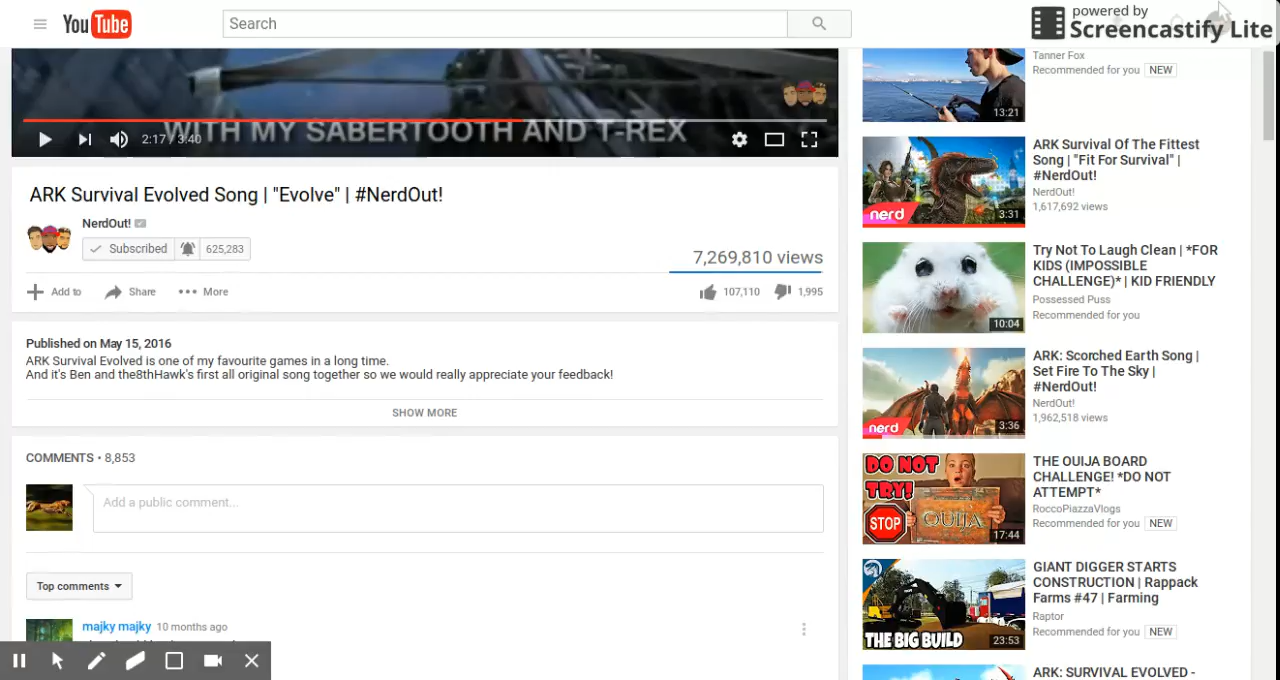 YouTube
Search
powered by
Screencastify Lite
WITH MY SABERTOOTH AND T-REX
2:17 / 3:40
ARK Survival Evolved Song | "Evolve" | #NerdOut!
NerdOut!
Subscribed
625,283
7,269,810 views
Add to
Share
More
107,110
1,995
Published on May 15, 2016
ARK Survival Evolved is one of my favourite games in a long time.
And it's Ben and the8thHawk's first all original song together so we would really appreciate your feedback!
SHOW MORE
COMMENTS • 8,853
Add a public comment...
Top comments
majky majky 10 months ago
Tanner Fox
Recommended for you NEW
13:21
ARK Survival Of The Fittest
Song | "Fit For Survival" |
#NerdOut!
NerdOut!
1,617,692 views
nerd
3:31
Try Not To Laugh Clean | *FOR
KIDS (IMPOSSIBLE
CHALLENGE)* | KID FRIENDLY
Possessed Puss
Recommended for you
10:04
ARK: Scorched Earth Song |
Set Fire To The Sky |
#NerdOut!
NerdOut!
1,962,518 views
nerd
3:36
THE OUIJA BOARD
CHALLENGE! *DO NOT
ATTEMPT*
RoccoPiazzaVlogs
Recommended for you NEW
DO NOT
TRY!
STOP
OUIJA
17:44
GIANT DIGGER STARTS
CONSTRUCTION | Rappack
Farms #47 | Farming
Raptor
Recommended for you NEW
THE BIG BUILD
23:53
ARK: SURVIVAL EVOLVED -